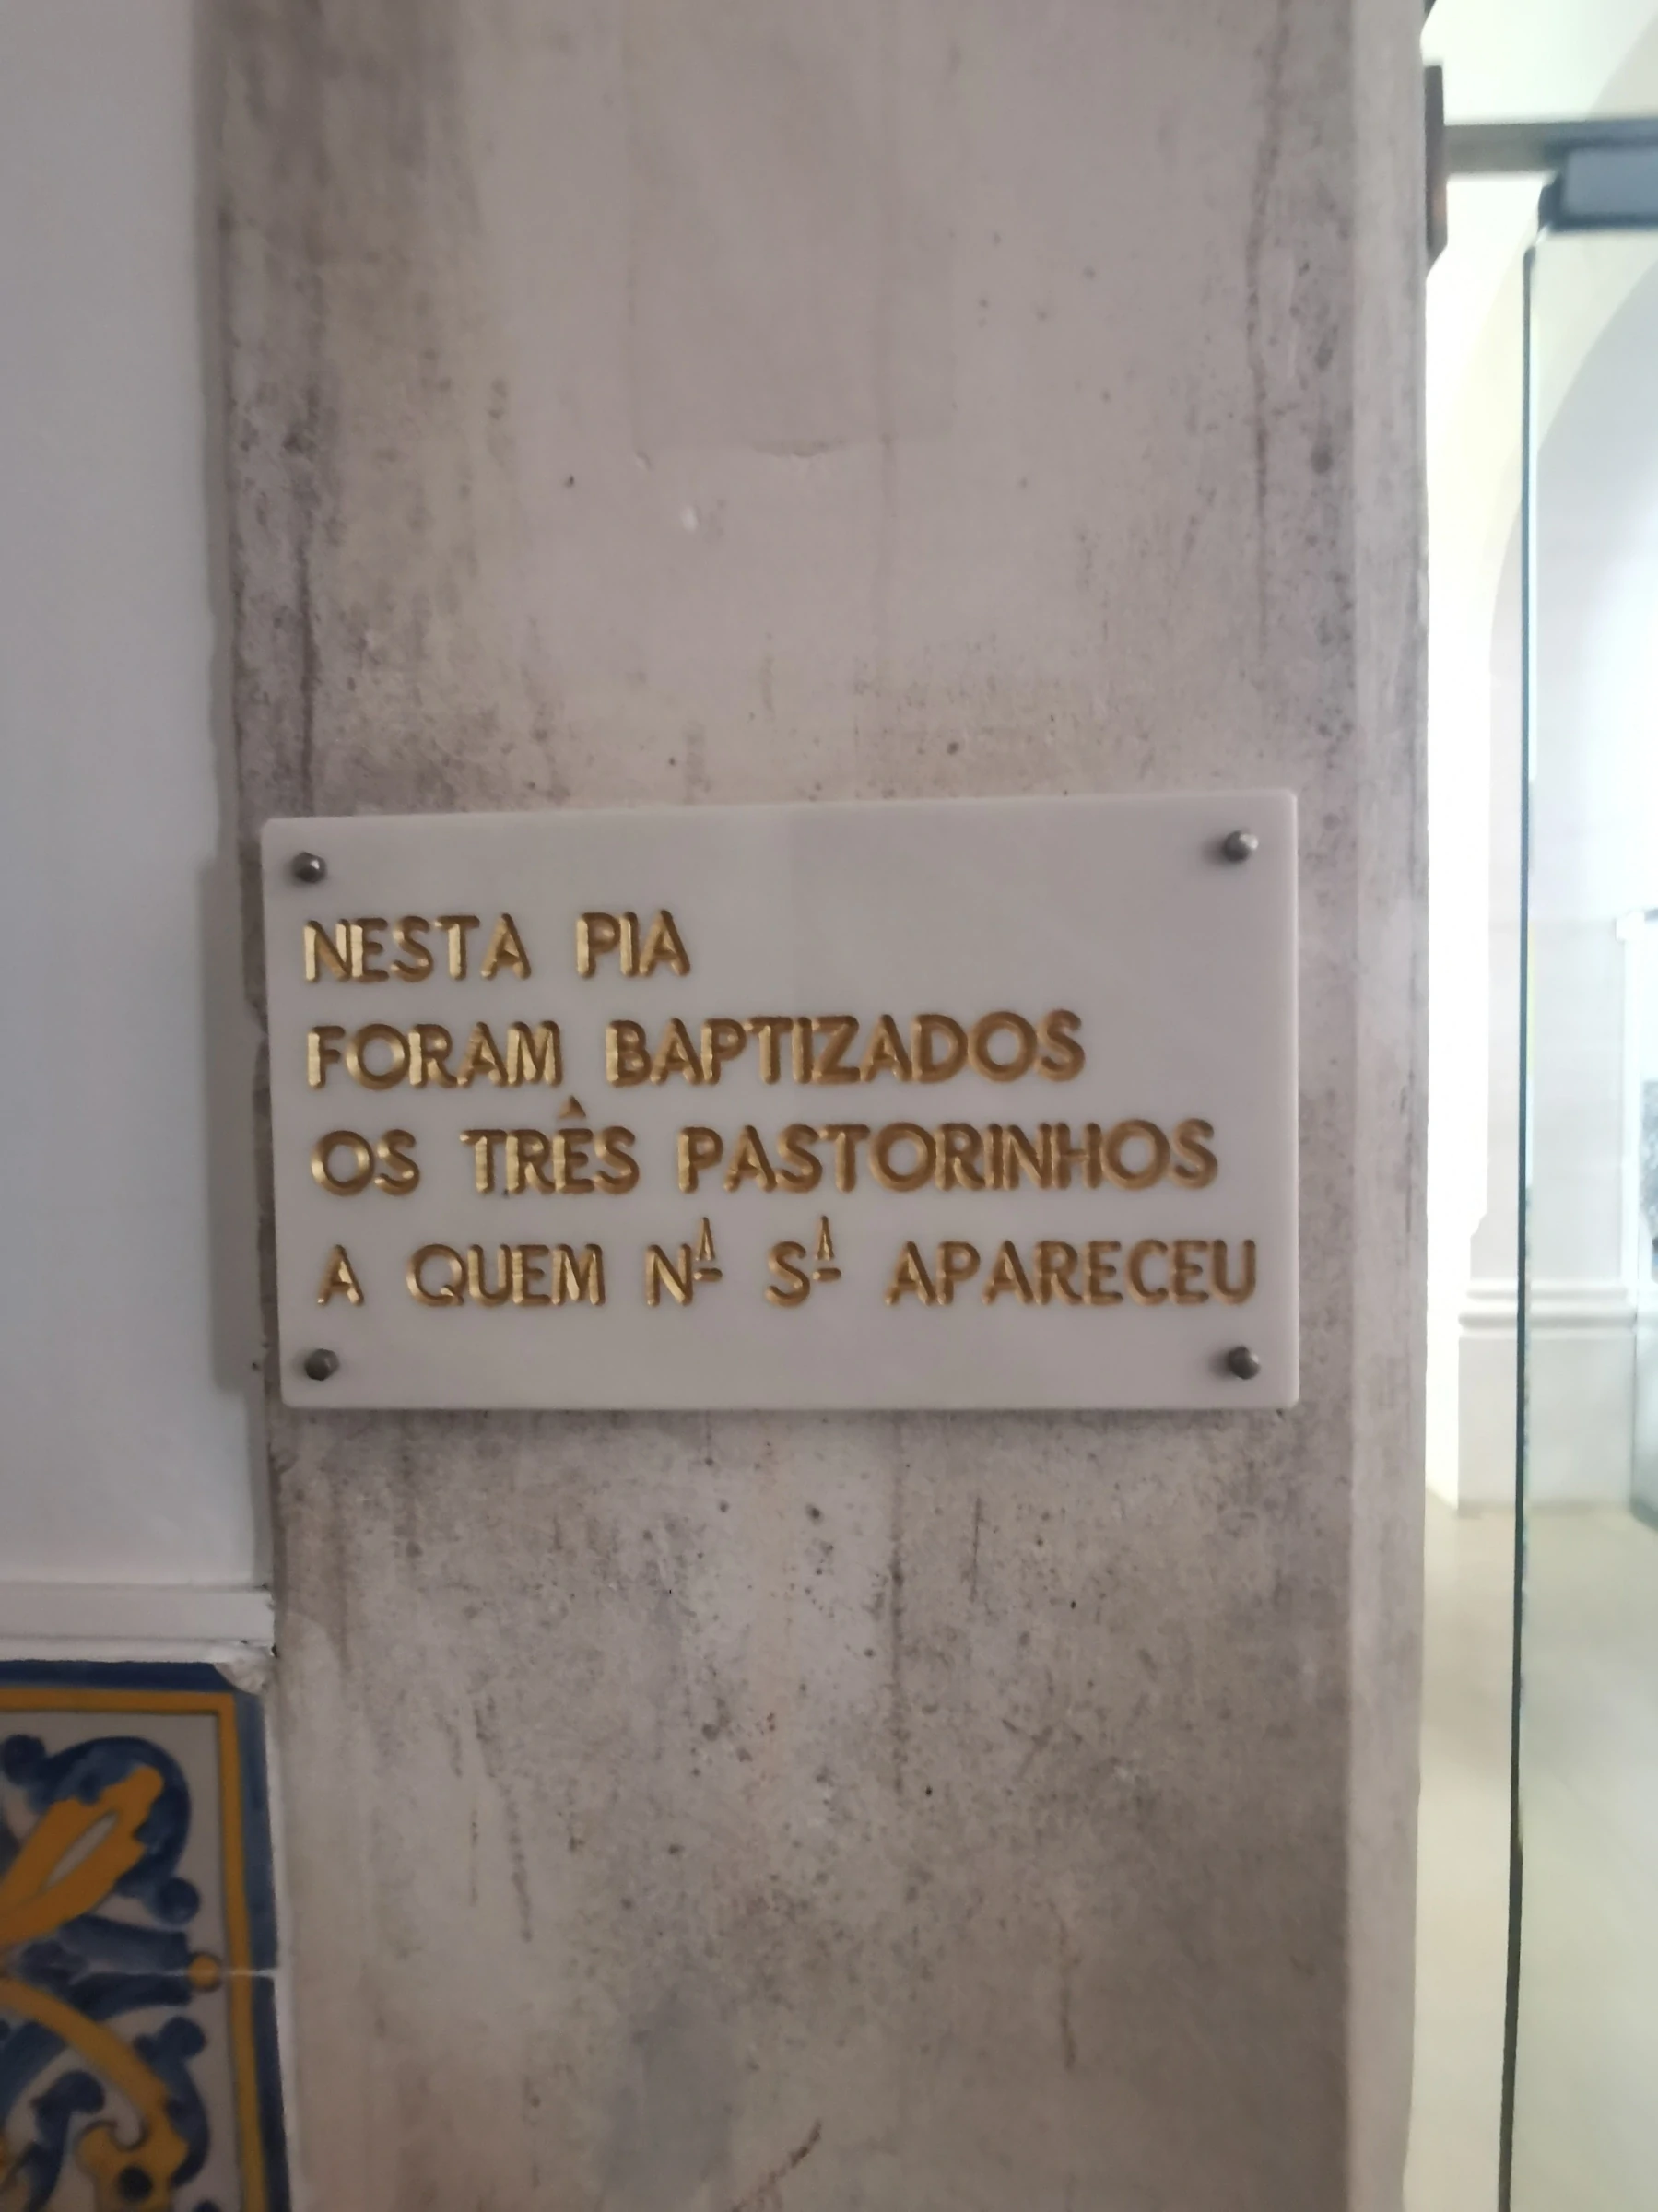 NESTA PIA
FORAM BAPTIZADOS
OS TRÊS PASTORINHOS
A QUEM Nª Sª APARECEU